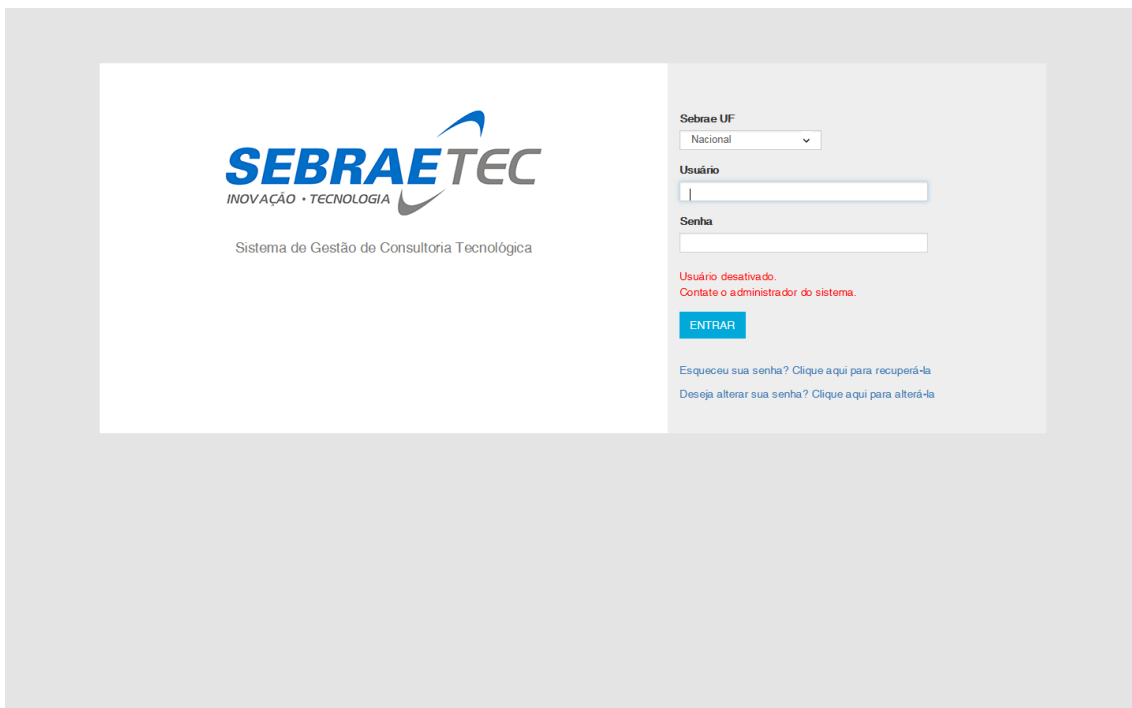 SEBRAETEC
INOVAÇÃO • TECNOLOGIA
Sistema de Gestão de Consultoria Tecnológica
Sebrae UF
Nacional
Usuário
Senha
Usuário desativado.
Contate o administrador do sistema.
ENTRAR
Esqueceu sua senha? Clique aqui para recuperá-la
Deseja alterar sua senha? Clique aqui para alterá-la